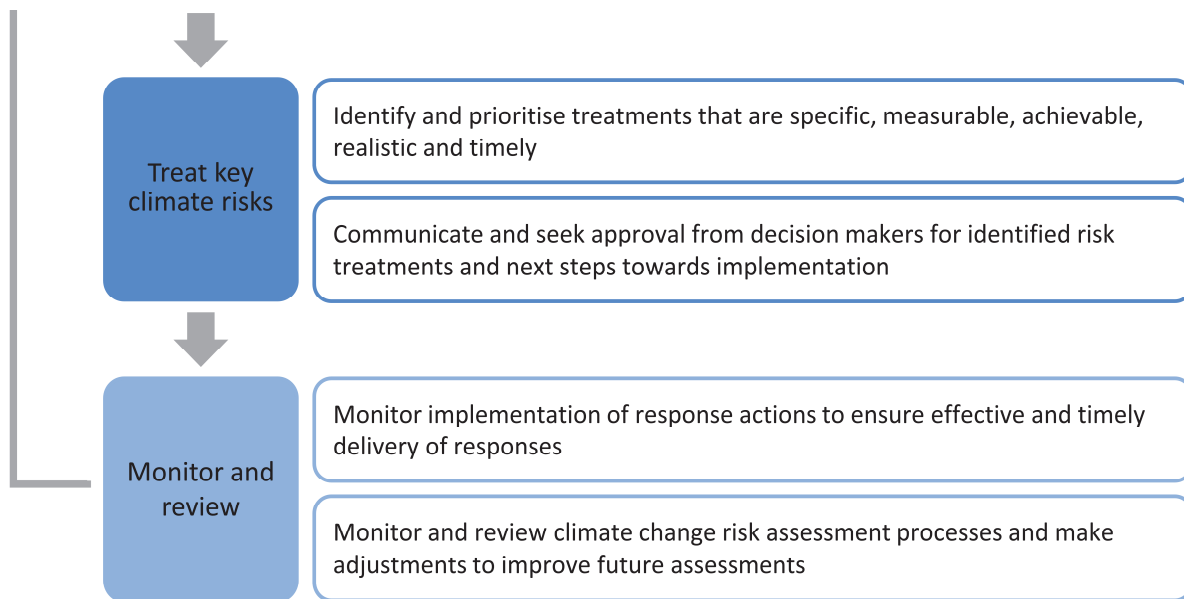 Treat key
climate risks
Identify and prioritise treatments that are specific, measurable, achievable,
realistic and timely
Communicate and seek approval from decision makers for identified risk
treatments and next steps towards implementation
Monitor and
review
Monitor implementation of response actions to ensure effective and timely
delivery of responses
Monitor and review climate change risk assessment processes and make
adjustments to improve future assessments